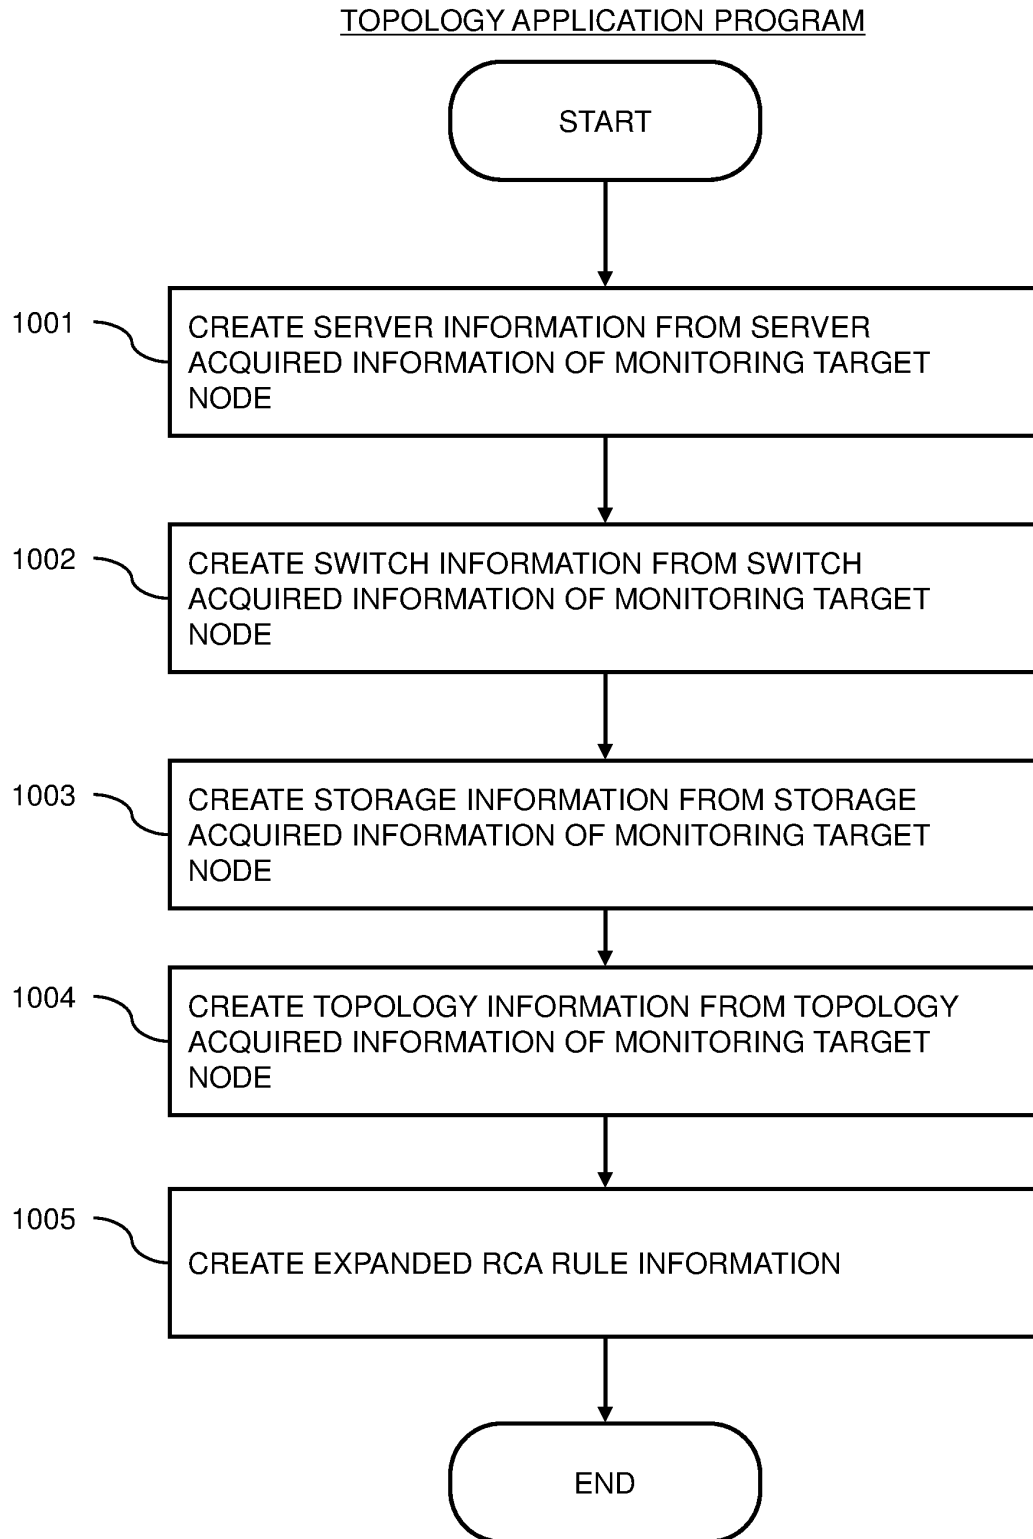 TOPOLOGY APPLICATION PROGRAM
START
1001
CREATE SERVER INFORMATION FROM SERVER
ACQUIRED INFORMATION OF MONITORING TARGET
NODE
1002
CREATE SWITCH INFORMATION FROM SWITCH
ACQUIRED INFORMATION OF MONITORING TARGET
NODE
1003
CREATE STORAGE INFORMATION FROM STORAGE
ACQUIRED INFORMATION OF MONITORING TARGET
NODE
1004
CREATE TOPOLOGY INFORMATION FROM TOPOLOGY
ACQUIRED INFORMATION OF MONITORING TARGET
NODE
1005
CREATE EXPANDED RCA RULE INFORMATION
END